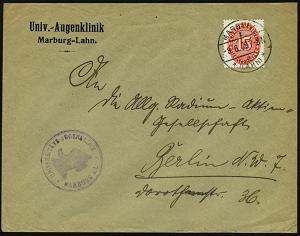 Univ.-Augenklinik
Marburg-Lahn.
An
die Allg. Radium-Aktien-
Gesellschaft
Berlin N.W. 7
Dorotheenstr. 36.